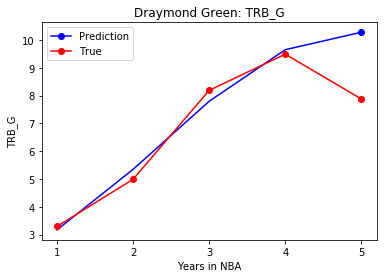 Draymond Green: TRB_G
Prediction
True
10
9
8
7
6
5
4
3
TRB_G
1 2 3 4 5
Years in NBA